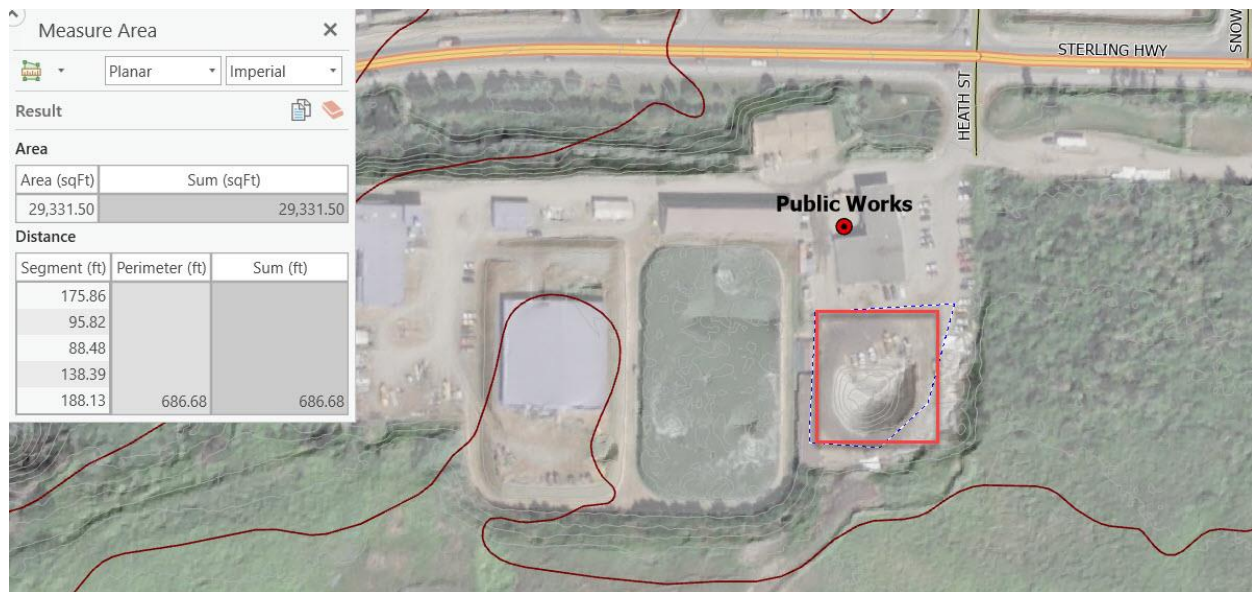 Measure Area
Planar Imperial
Result
Area
Area (sqFt) Sum (sqFt)
29,331.50 29,331.50
Distance
Segment (ft) Perimeter (ft) Sum (ft)
175.86
95.82
88.48
138.39
188.13 686.68 686.68
STERLING HWY
SNOW
HEATH ST
Public Works